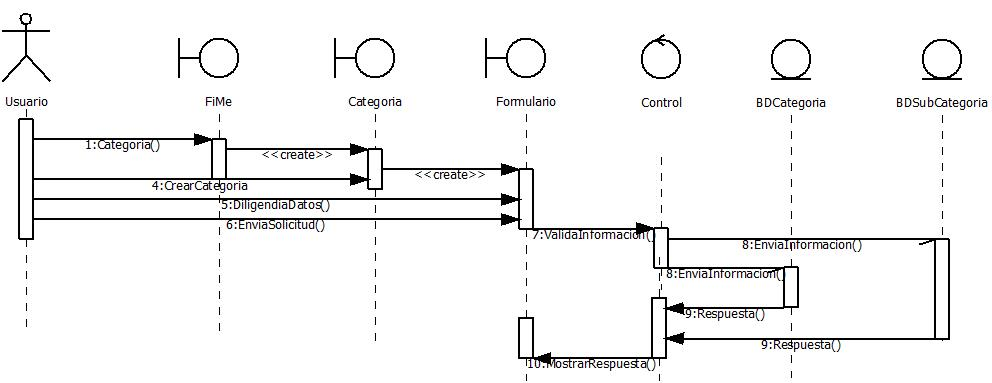 Usuario
FiMe
Categoria
Formulario
Control
BDCategoria
BDSubCategoria
1:Categoria()
<<create>>
<<create>>
4:CrearCategoria
5:DiligendiaDatos()
6:EnviaSolicitud()
7:ValidaInformacion()
8:EnviaInformacion()
8:EnviaInformacion()
9:Respuesta()
9:Respuesta()
10:MostrarRespuesta()